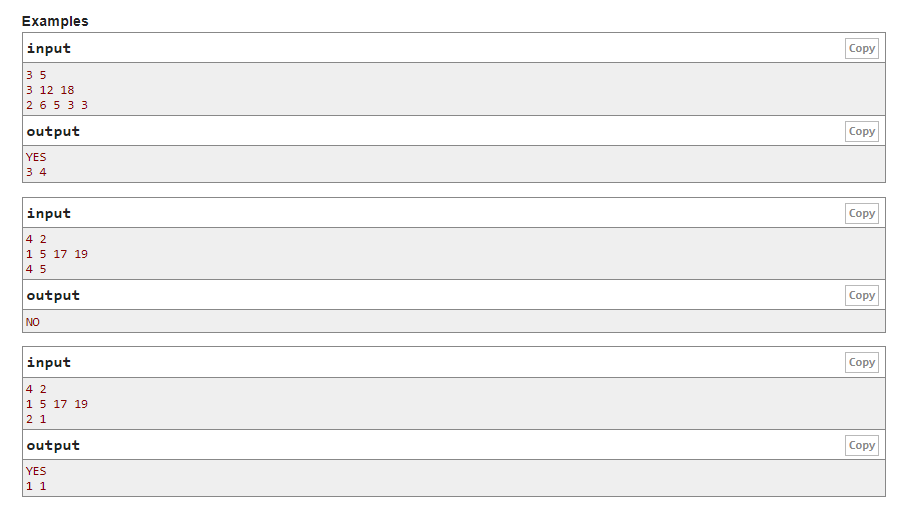 Examples
input
Copy
3 5
3 12 18
2 6 5 3 3
output
Copy
YES
3 4
input
Copy
4 2
1 5 17 19
4 5
output
Copy
NO
input
Copy
4 2
1 5 17 19
2 1
output
Copy
YES
1 1